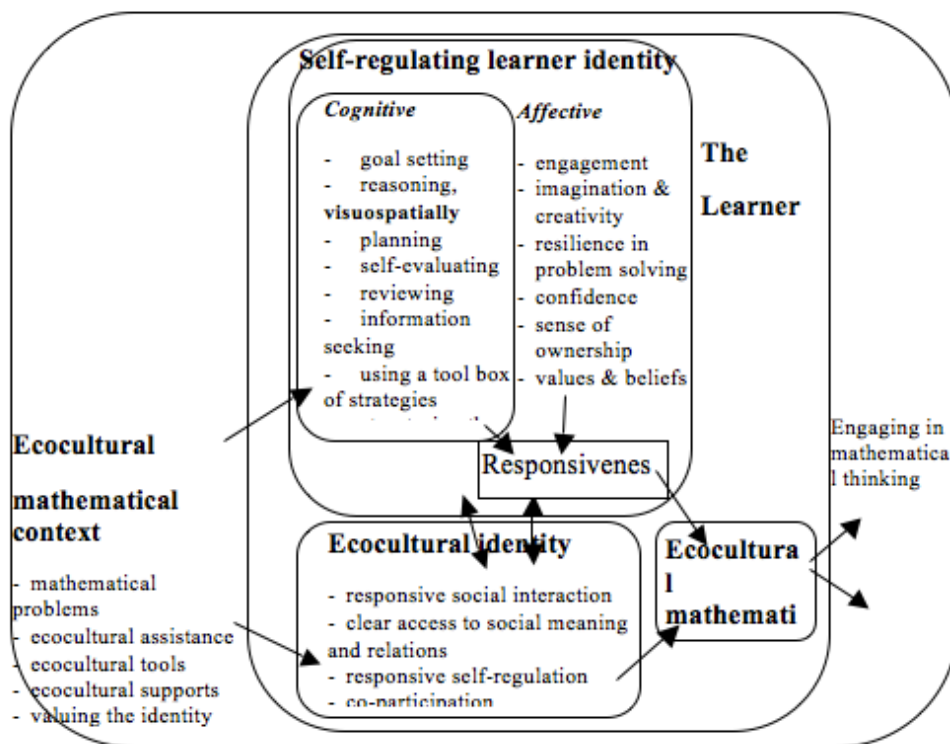 Self-regulating learner identity
Cognitive
- goal setting
- reasoning,
visuospatially
- planning
- self-evaluating
- reviewing
- information
seeking
- using a tool box
of strategies
Affective
- engagement
- imagination &
creativity
- resilience in
problem solving
- confidence
- sense of
ownership
- values & beliefs
The
Learner
Responsivenes
Ecocultural
mathematical
context
- mathematical
problems
- ecocultural assistance
- ecocultural tools
- ecocultural supports
- valuing the identity
Ecocultural identity
- responsive social interaction
- clear access to social meaning
and relations
- responsive self-regulation
- co-participation
Ecocultura
l
mathemati
Engaging in
mathematica
l thinking